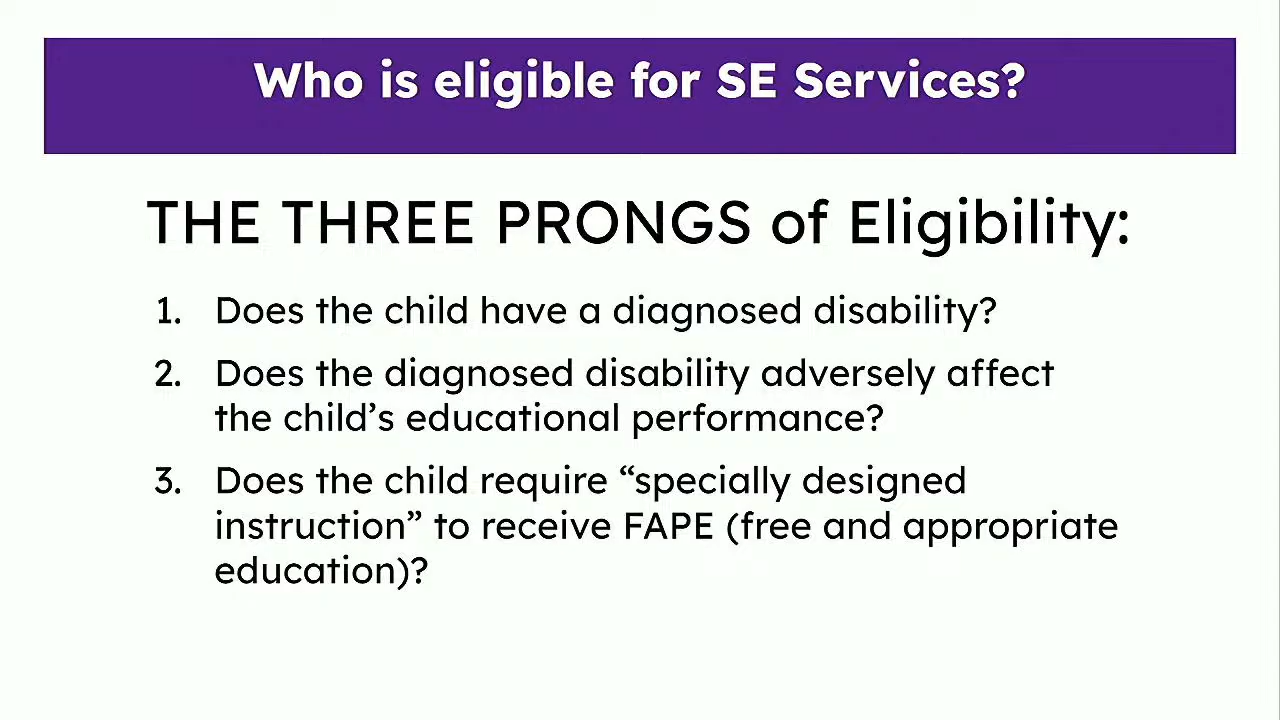 Who is eligible for SE Services?
THE THREE PRONGS of Eligibility:
1. Does the child have a diagnosed disability?
2. Does the diagnosed disability adversely affect
the child’s educational performance?
3. Does the child require “specially designed
instruction” to receive FAPE (free and appropriate
education)?